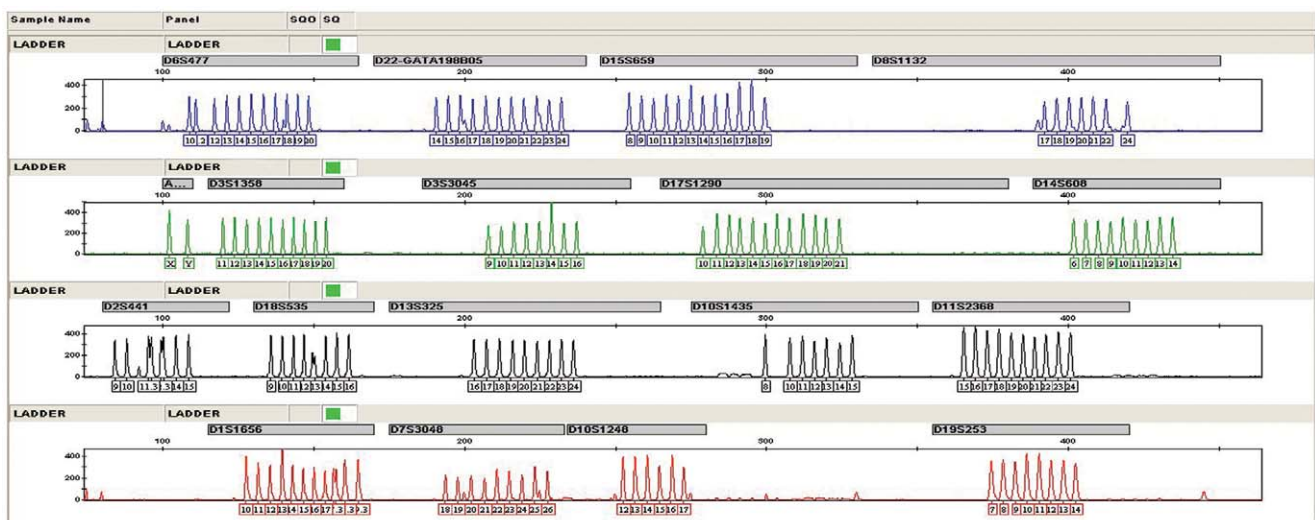 Sample Name Panel SQO SQ
LADDER LADDER
D6S477 D22-GATA198B05 D15S659 D8S1132
100 200 300 400
400
200
0
10 .2 12 13 14 15 16 17 18 19 20 14 15 16 17 18 19 20 21 22 23 24 8 9 10 11 12 13 14 15 16 17 18 19 17 18 19 20 21 22 24
LADDER LADDER
A... D3S1358 D3S3045 D17S1290 D14S608
100 200 300 400
400
200
0
X Y 11 12 13 14 15 16 17 18 19 20 9 10 11 12 13 14 15 16 10 11 12 13 14 15 16 17 18 19 20 21 6 7 8 9 10 11 12 13 14
LADDER LADDER
D2S441 D18S535 D13S325 D10S1435 D11S2368
100 200 300 400
400
200
0
9 10 14 15 9 11 12 13 14 15 16 16 17 18 19 20 21 22 23 24 8 10 11 12 13 14 15 15 16 17 18 19 20 21 22 23 24
LADDER LADDER
D1S1656 D7S3048 D10S1248 D19S253
100 200 300 400
400
200
0
10 11 12 13 14 15 16 17 .3 .3 9.3 18 19 20 21 22 23 24 25 26 12 13 14 15 16 17 7 8 9 10 11 12 13 14